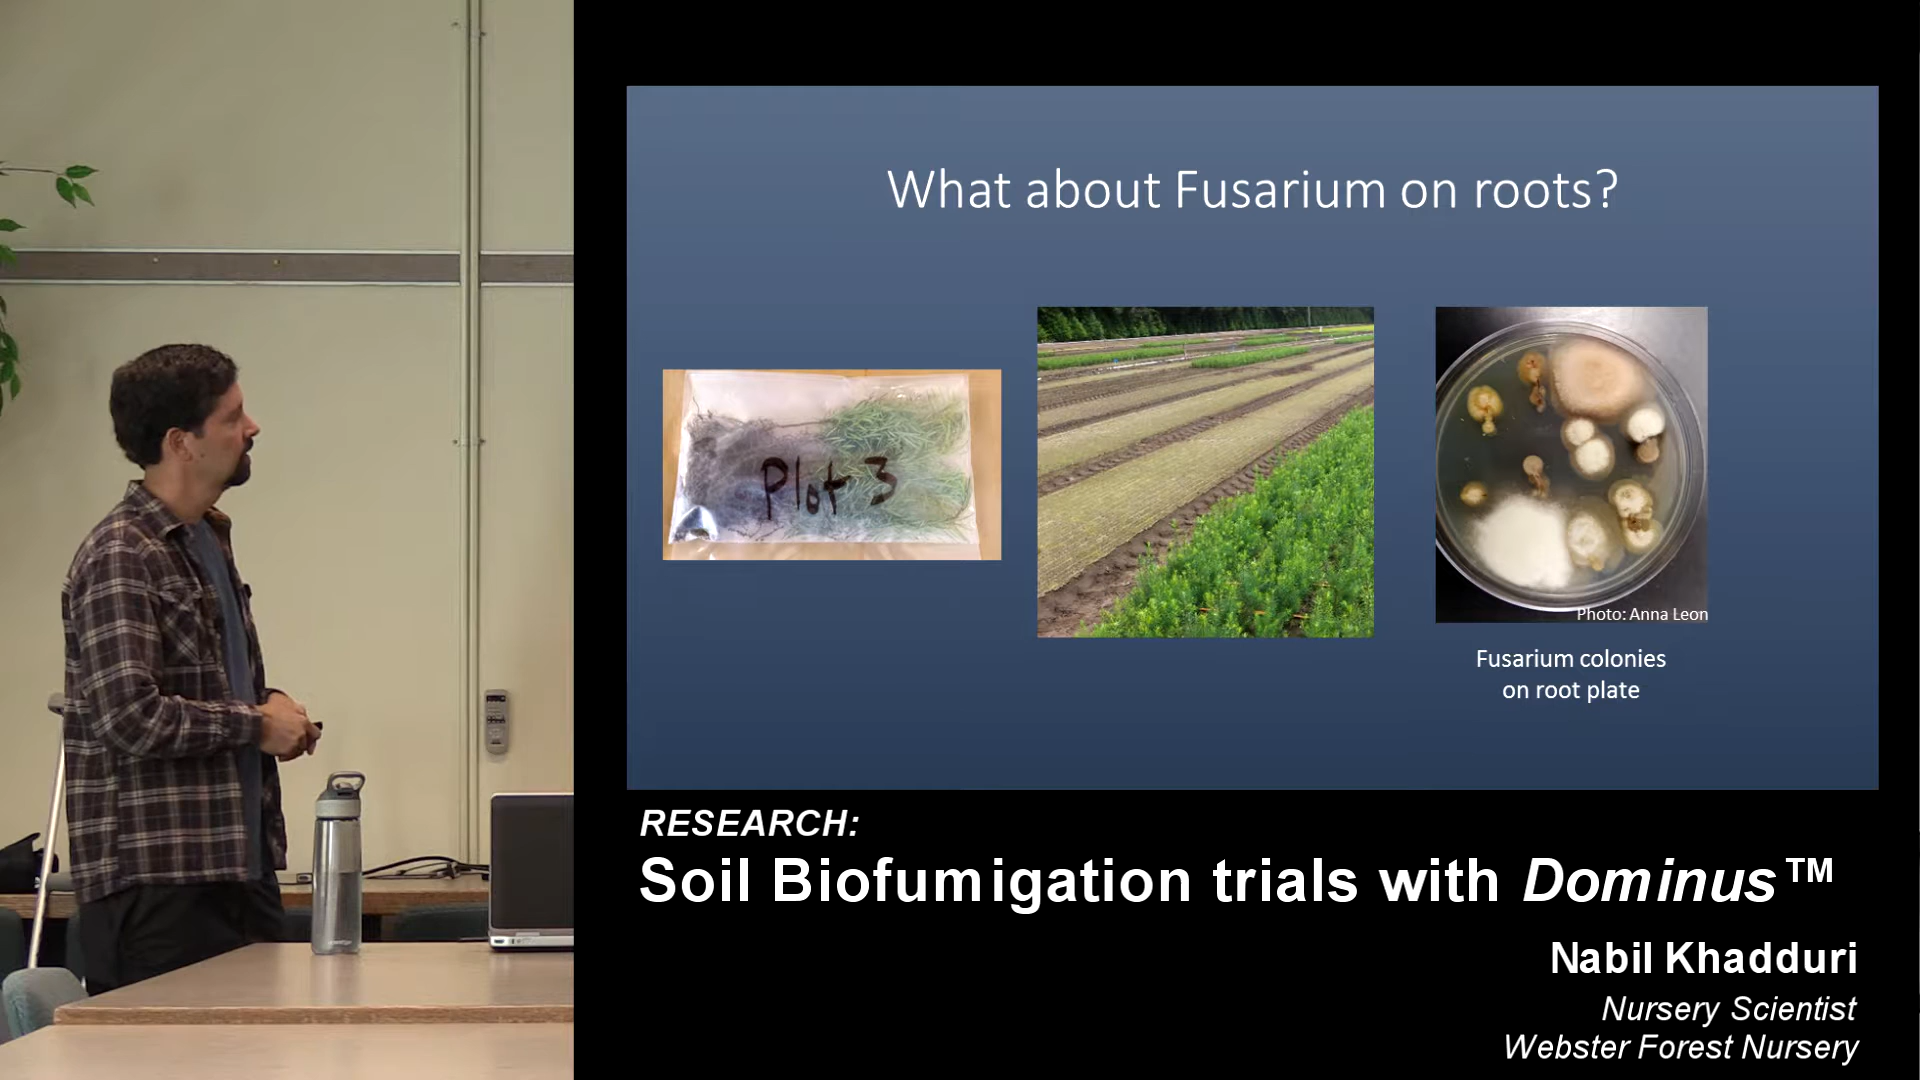 What about Fusarium on roots?
Plot 3
Photo: Anna Leon
Fusarium colonies
on root plate
RESEARCH:
Soil Biofumigation trials with Dominus™
Nabil Khadduri
Nursery Scientist
Webster Forest Nursery